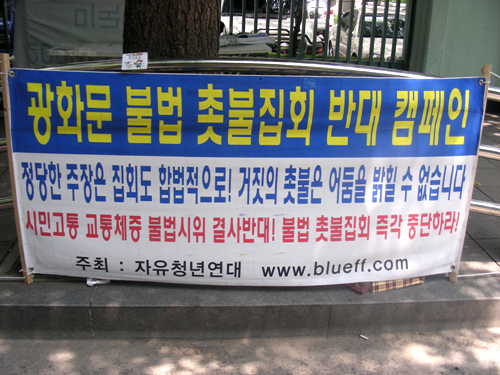 광화문 불법 촛불집회 반대 캠페인
정당한 주장은 집회도 합법적으로! 거짓의 촛불은 어둠을 밝힐 수 없습니다
시민고통 교통체증 불법시위 결사반대! 불법 촛불집회 즉각 중단하라!
주최 : 자유청년연대 www.blueff.com